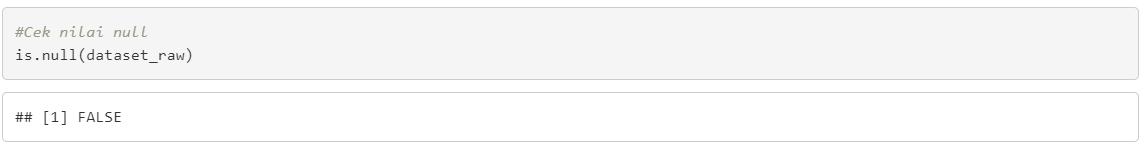 #Cek nilai null
is.null(dataset_raw)
## [1] FALSE